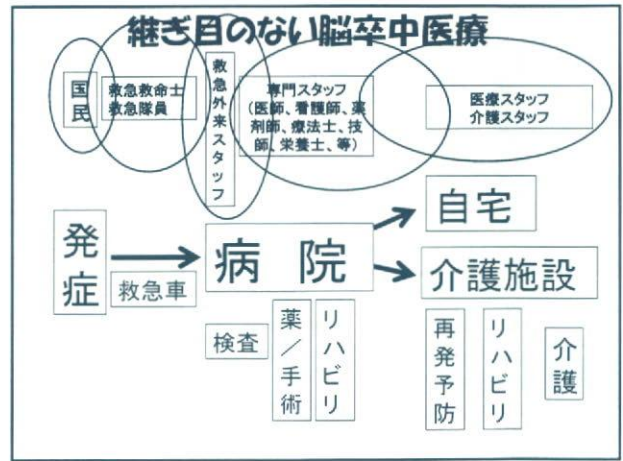 継ぎ目のない脳卒中医療
国民
救急救命士
救急隊員
救急外来スタッフ
専門スタッフ
(医師、看護師、薬
剤師、療法士、技
師、栄養士、等)
医療スタッフ
介護スタッフ
発症
救急車
病院
自宅
介護施設
検査
薬/手術
リハビリ
再発予防
リハビリ
介護